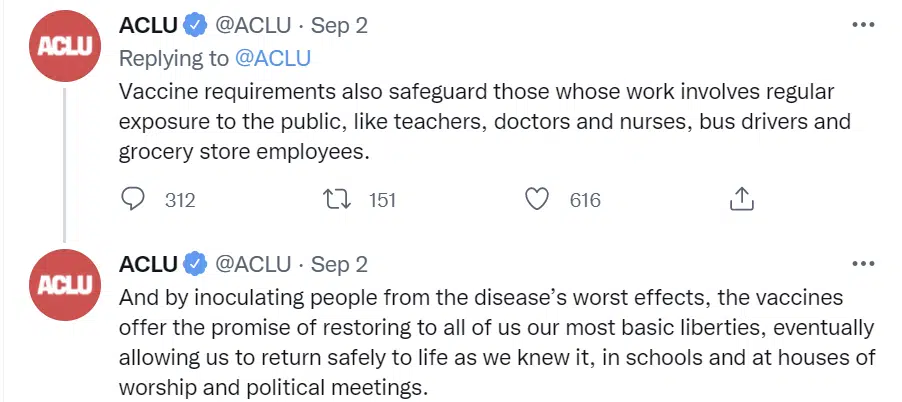 ACLU
ACLU @ACLU · Sep 2
Replying to @ACLU
Vaccine requirements also safeguard those whose work involves regular
exposure to the public, like teachers, doctors and nurses, bus drivers and
grocery store employees.
312 151 616
ACLU
ACLU @ACLU · Sep 2
And by inoculating people from the disease’s worst effects, the vaccines
offer the promise of restoring to all of us our most basic liberties, eventually
allowing us to return safely to life as we knew it, in schools and at houses of
worship and political meetings.